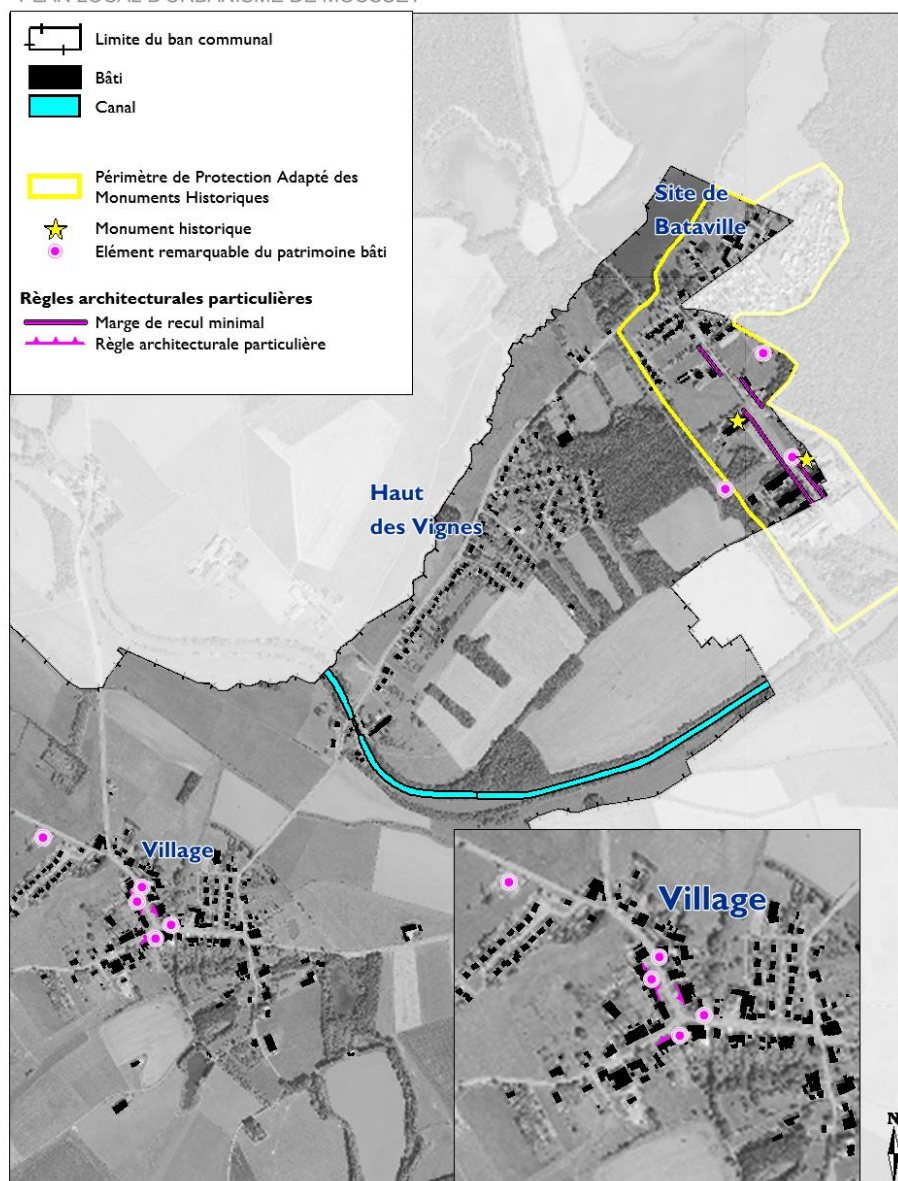 PLAN LOCAL D'URBANISME DE MOUSSEY
Limite du ban communal
Bâti
Canal
Périmètre de Protection Adapté des
Monuments Historiques
Monument historique
Elément remarquable du patrimoine bâti
Règles architecturales particulières
Marge de recul minimal
Règle architecturale particulière
Site de
Bataville
Haut
des Vignes
Village
Village
N